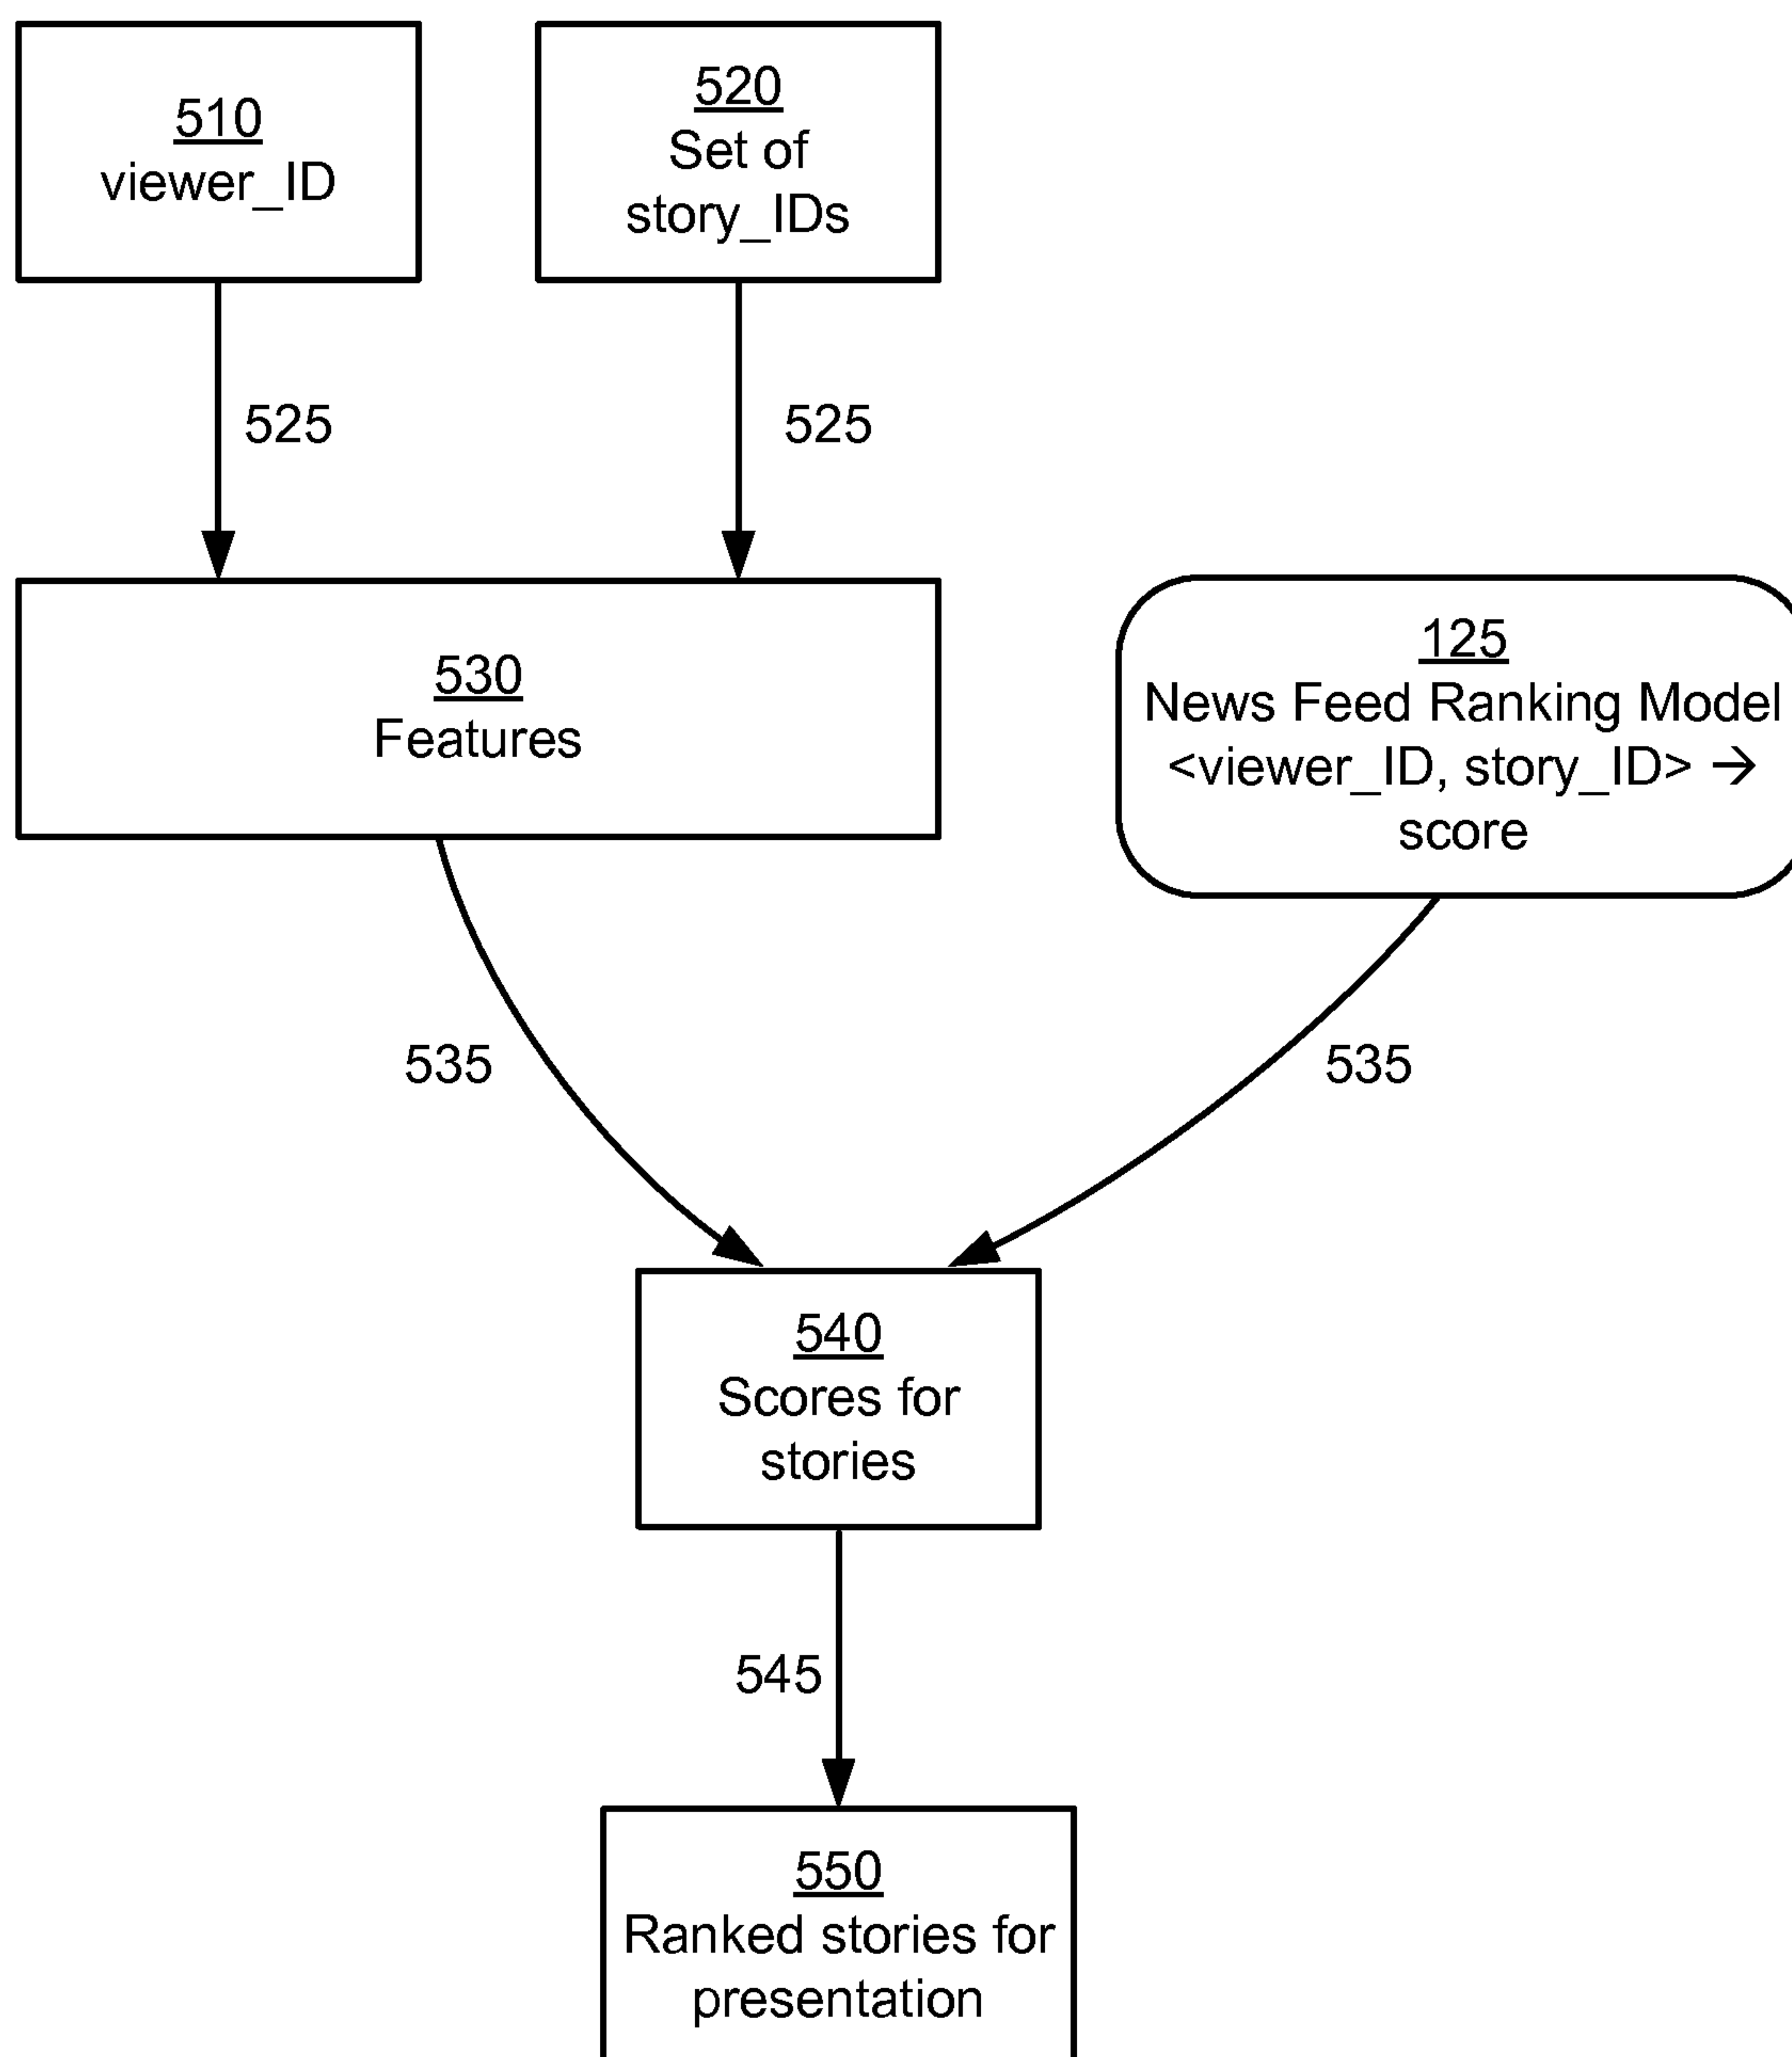 510
viewer_ID
520
Set of
story_IDs
525
525
530
Features
125
News Feed Ranking Model
<viewer_ID, story_ID> →
score
535
535
540
Scores for
stories
545
550
Ranked stories for
presentation